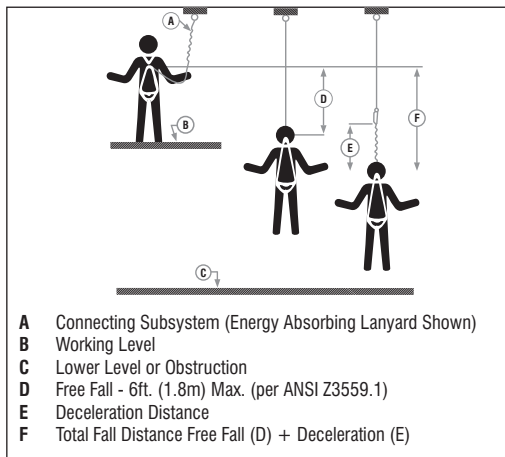 A
B
C
D
E
F
A Connecting Subsystem (Energy Absorbing Lanyard Shown)
B Working Level
C Lower Level or Obstruction
D Free Fall - 6ft. (1.8m) Max. (per ANSI Z3559.1)
E Deceleration Distance
F Total Fall Distance Free Fall (D) + Deceleration (E)